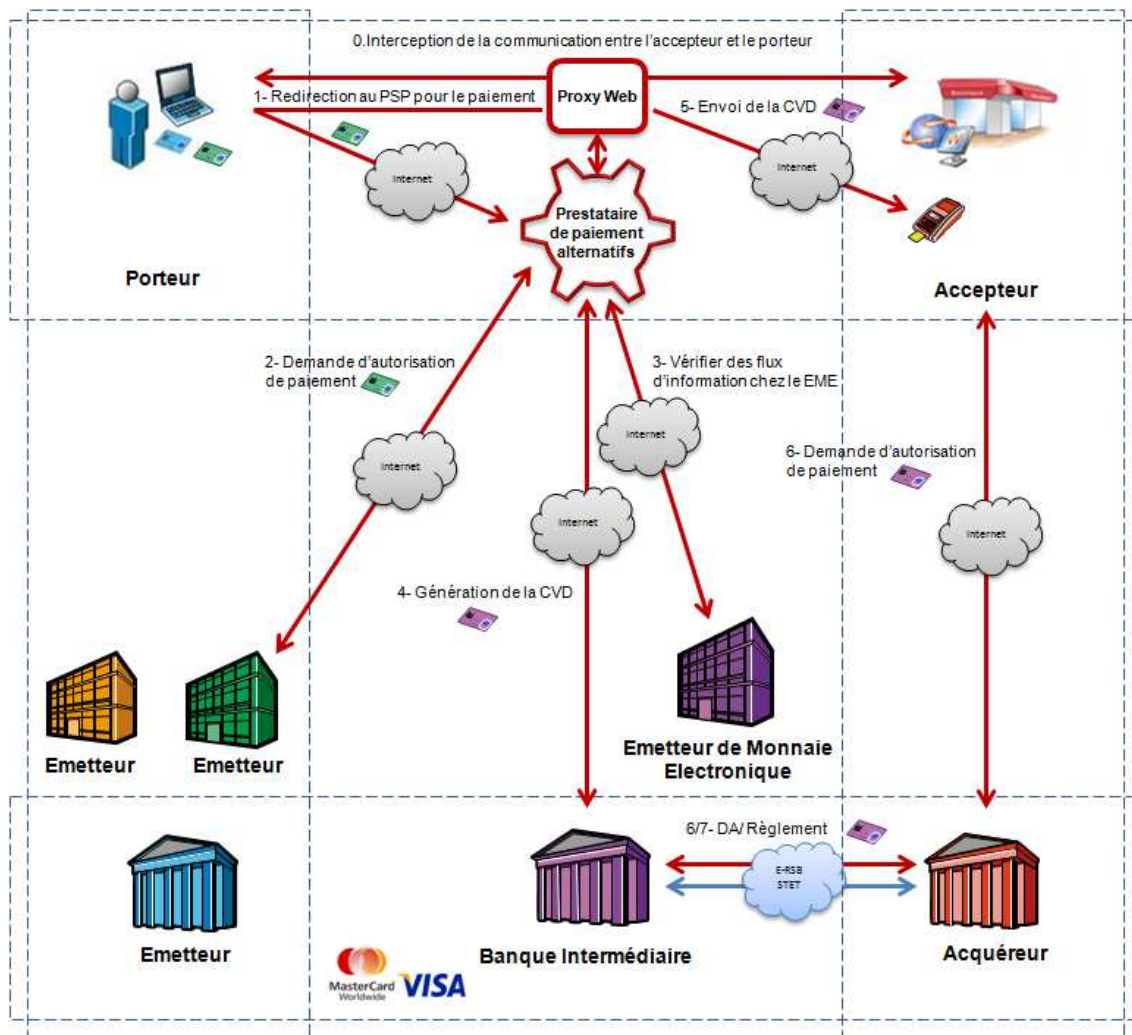 0.Interception de la communication entre l'accepteur et le porteur
1- Redirection au PSP pour le paiement
Proxy Web
5- Envoi de la CVD
Internet
Internet
Prestataire
de paiement
alternatifs
Porteur
Accepteur
2- Demande d'autorisation
de paiement
3- Vérifier des flux
d'information chez le EME
Internet
Internet
6- Demande d'autorisation
de paiement
Internet
Internet
4- Génération de la CVD
Emetteur
Emetteur
Emetteur de Monnaie
Electronique
6/7- DA/ Règlement
E-RSB
STET
Emetteur
Banque Intermédiaire
Acquéreur
MasterCard
Worldwide
VISA